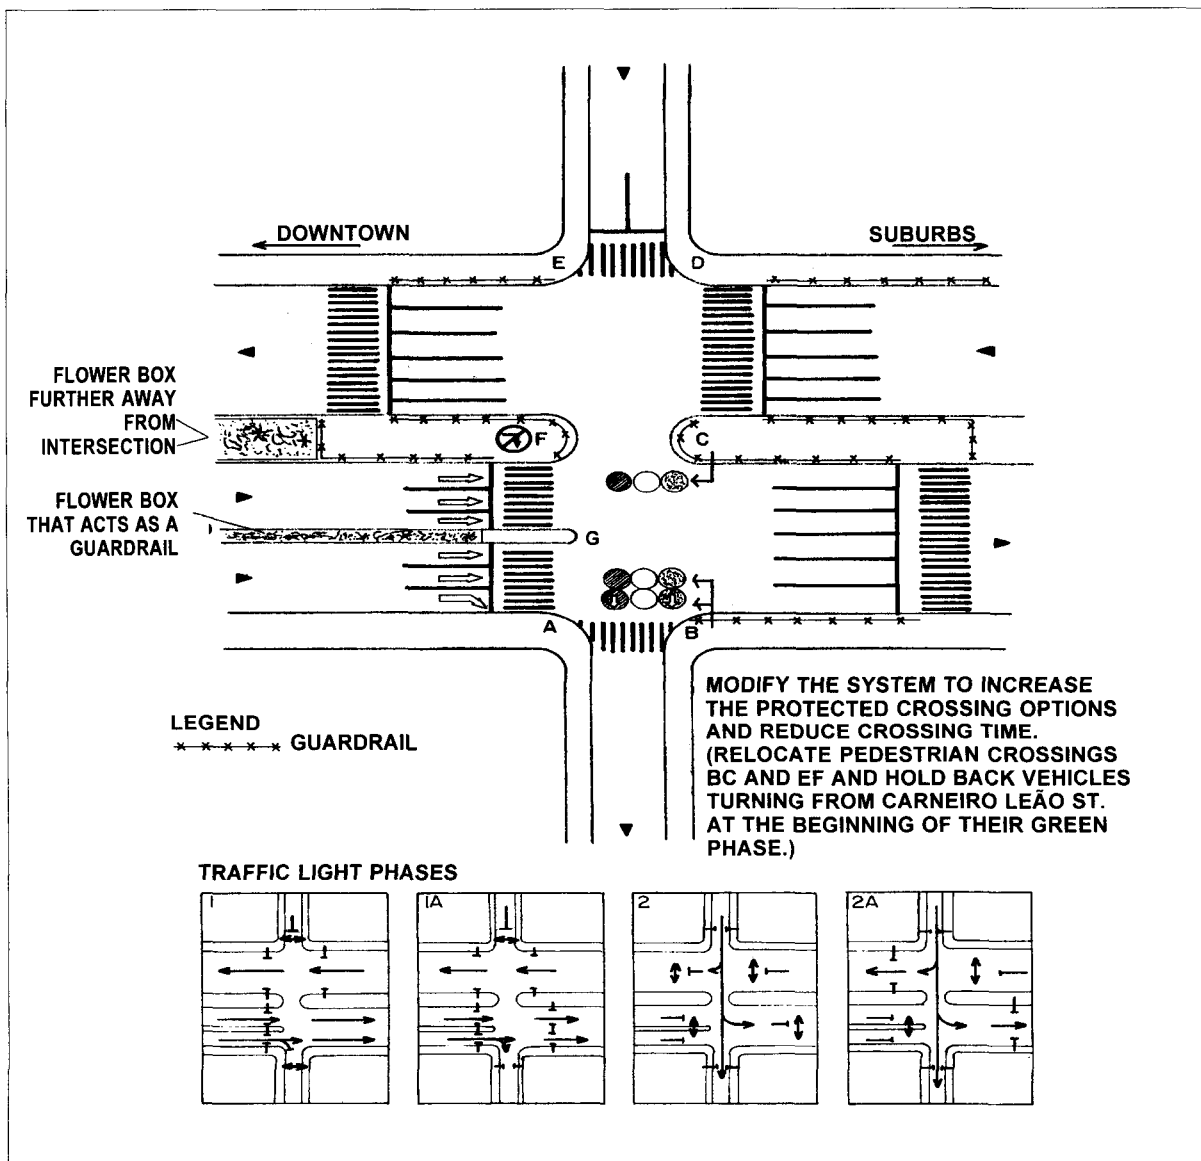 DOWNTOWN
SUBURBS
E
D
FLOWER BOX
FURTHER AWAY
FROM
INTERSECTION
F
C
FLOWER BOX
THAT ACTS AS A
GUARDRAIL
G
A
B
MODIFY THE SYSTEM TO INCREASE
THE PROTECTED CROSSING OPTIONS
AND REDUCE CROSSING TIME.
(RELOCATE PEDESTRIAN CROSSINGS
BC AND EF AND HOLD BACK VEHICLES
TURNING FROM CARNEIRO LEÃO ST.
AT THE BEGINNING OF THEIR GREEN
PHASE.)
LEGEND
GUARDRAIL
TRAFFIC LIGHT PHASES
1
1A
2
2A